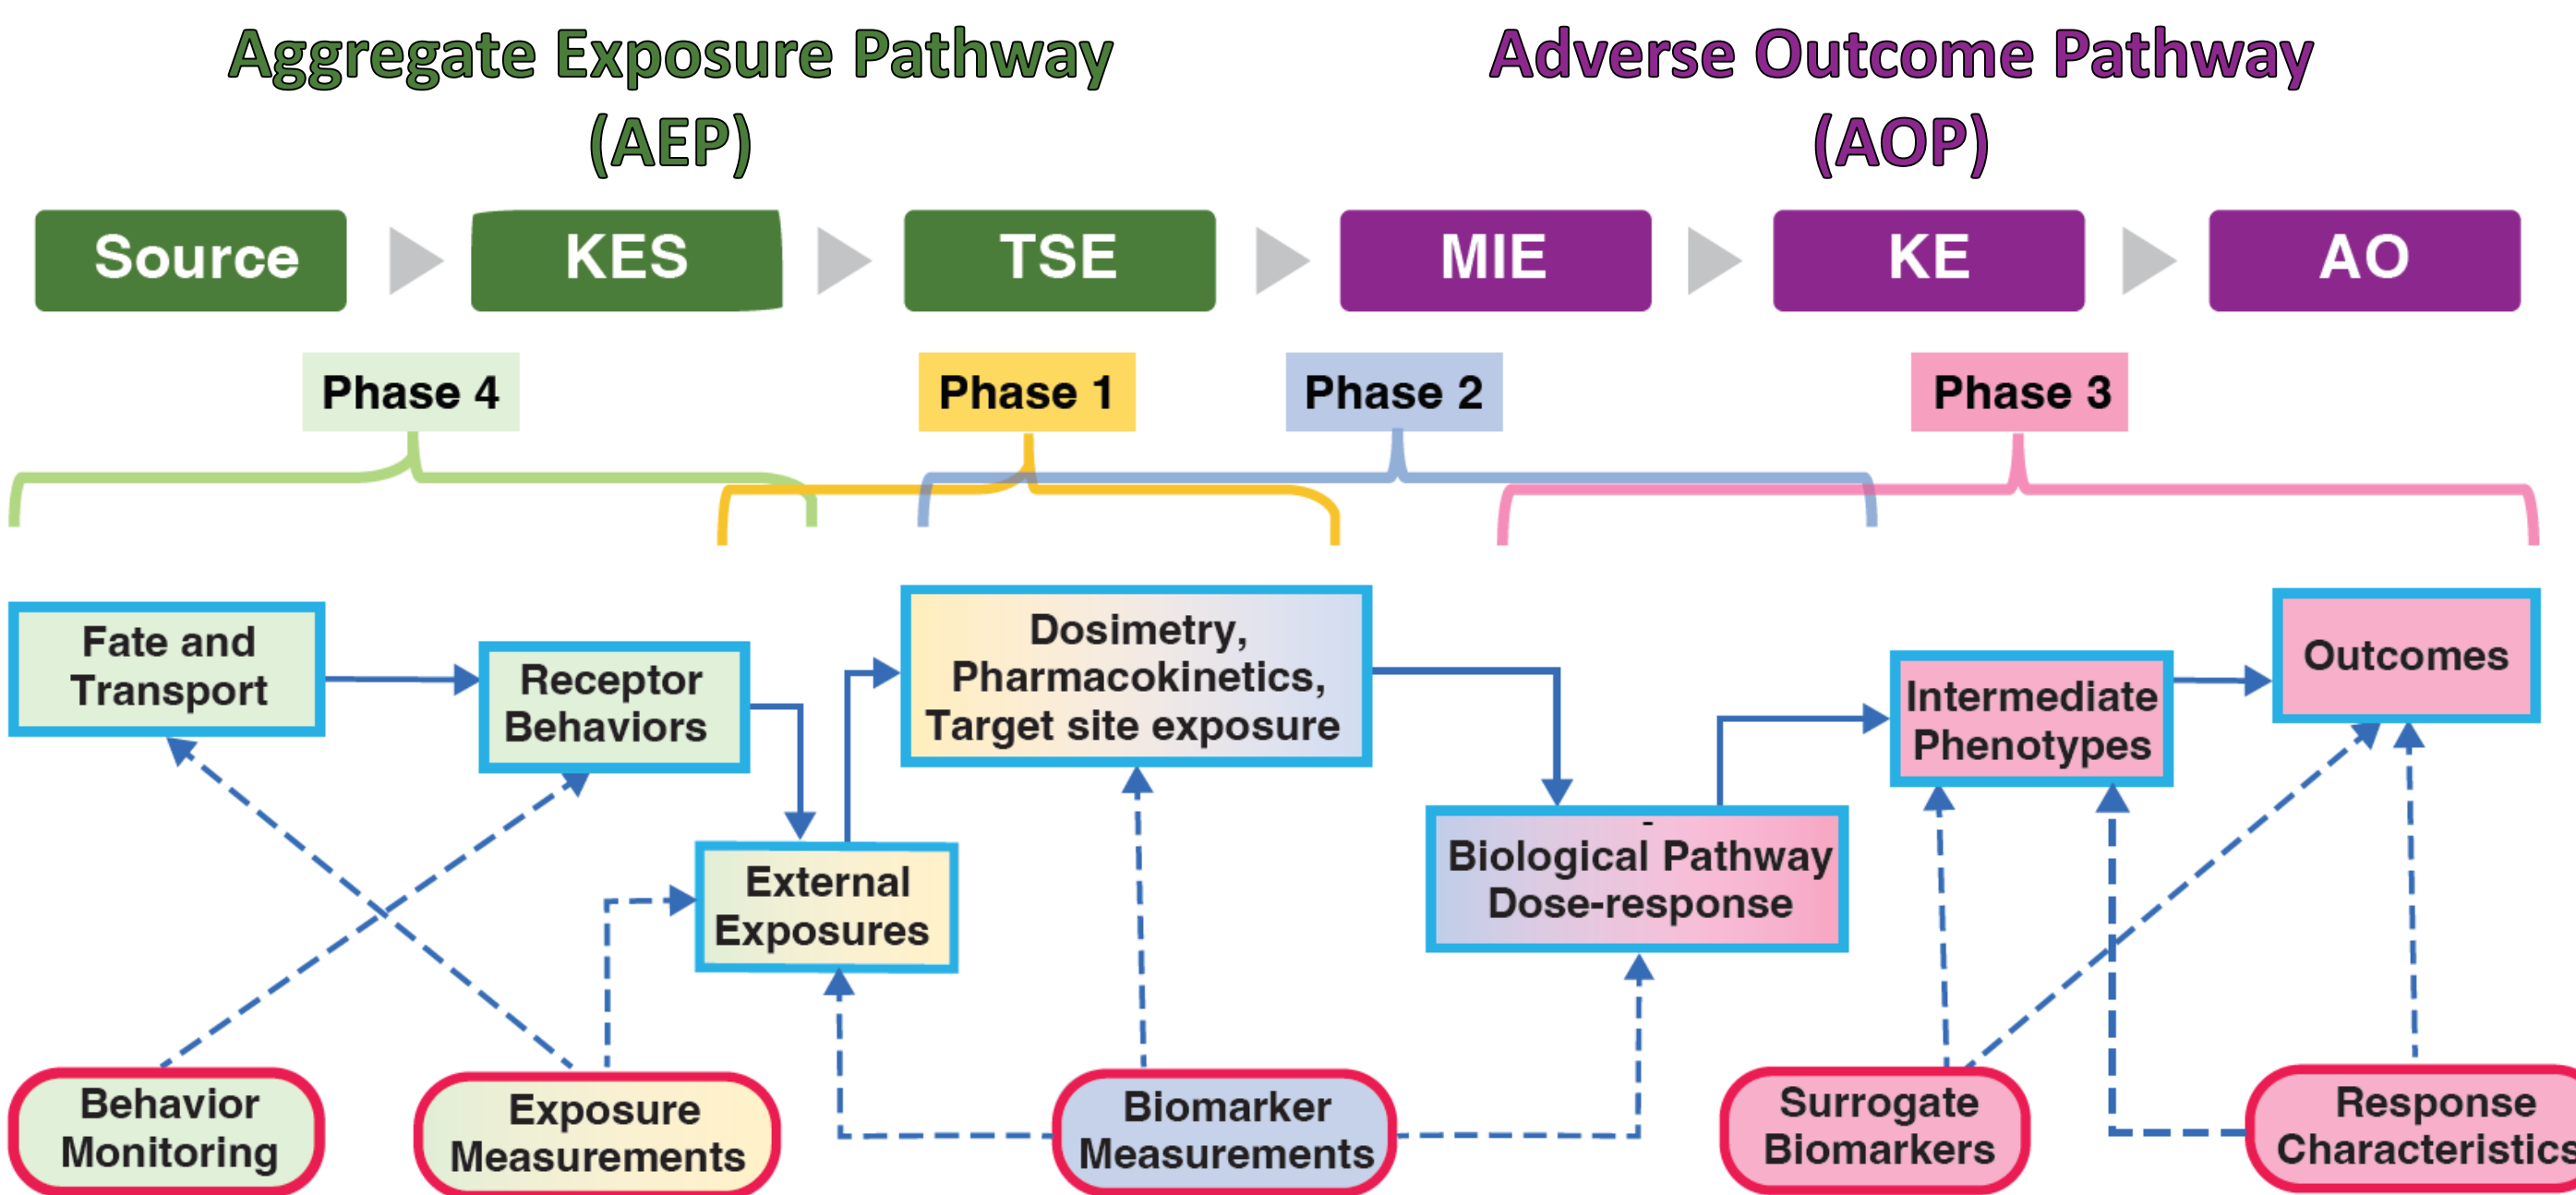 Aggregate Exposure Pathway
(AEP)
Adverse Outcome Pathway
(AOP)
Source
KES
TSE
MIE
KE
AO
Phase 4
Phase 1
Phase 2
Phase 3
Fate and
Transport
Receptor
Behaviors
External
Exposures
Dosimetry,
Pharmacokinetics,
Target site exposure
-
Biological Pathway
Dose-response
Intermediate
Phenotypes
Outcomes
Behavior
Monitoring
Exposure
Measurements
Biomarker
Measurements
Surrogate
Biomarkers
Response
Characteristics